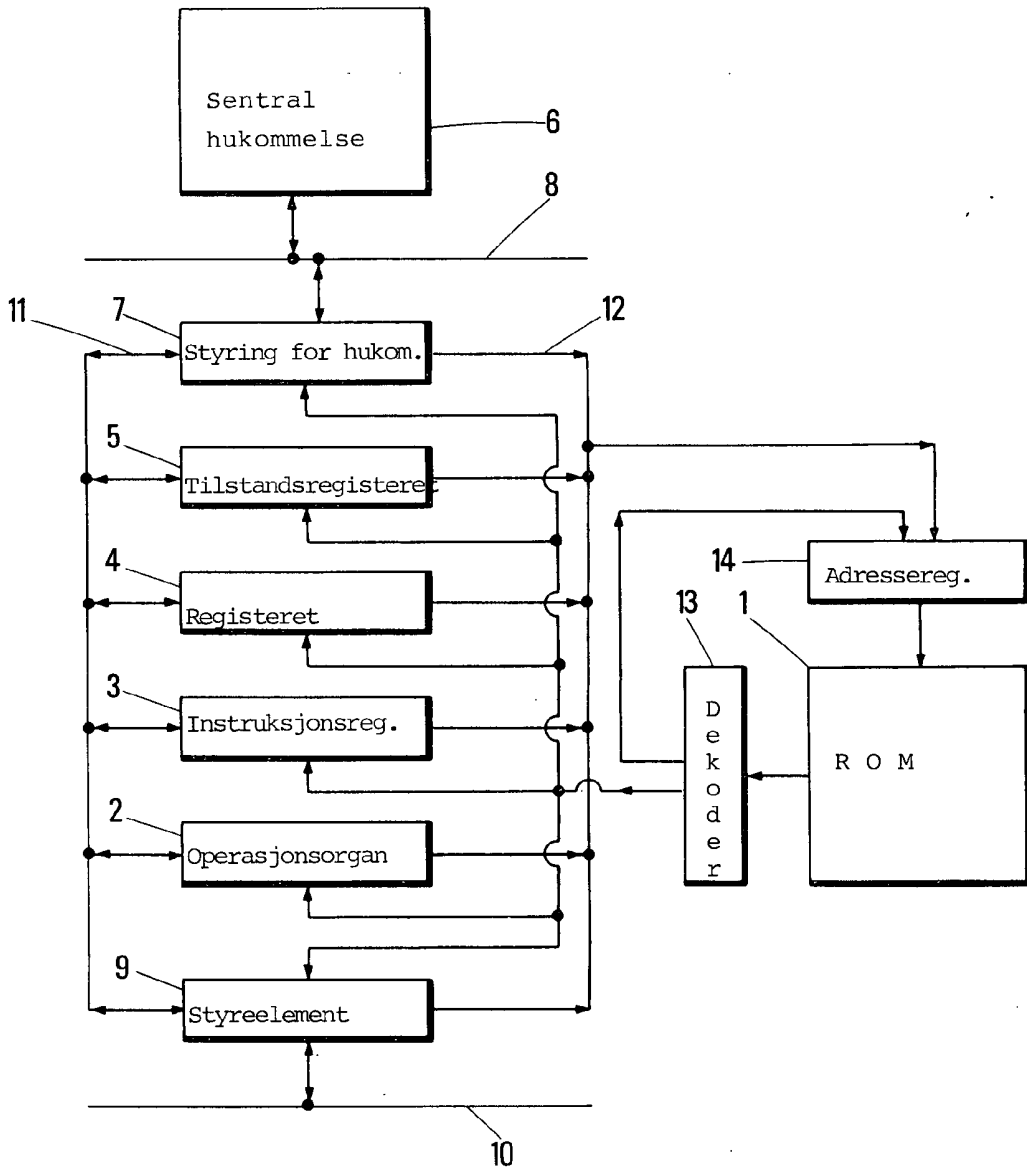 Sentral
hukommelse
6
8
11
7
12
Styring for hukom.
5
Tilstandsregisteret
4
14
Adressereg.
Registeret
13
1
3
Instruksjonsreg.
Dekoder
R O M
2
Operasjonsorgan
9
Styreelement
10